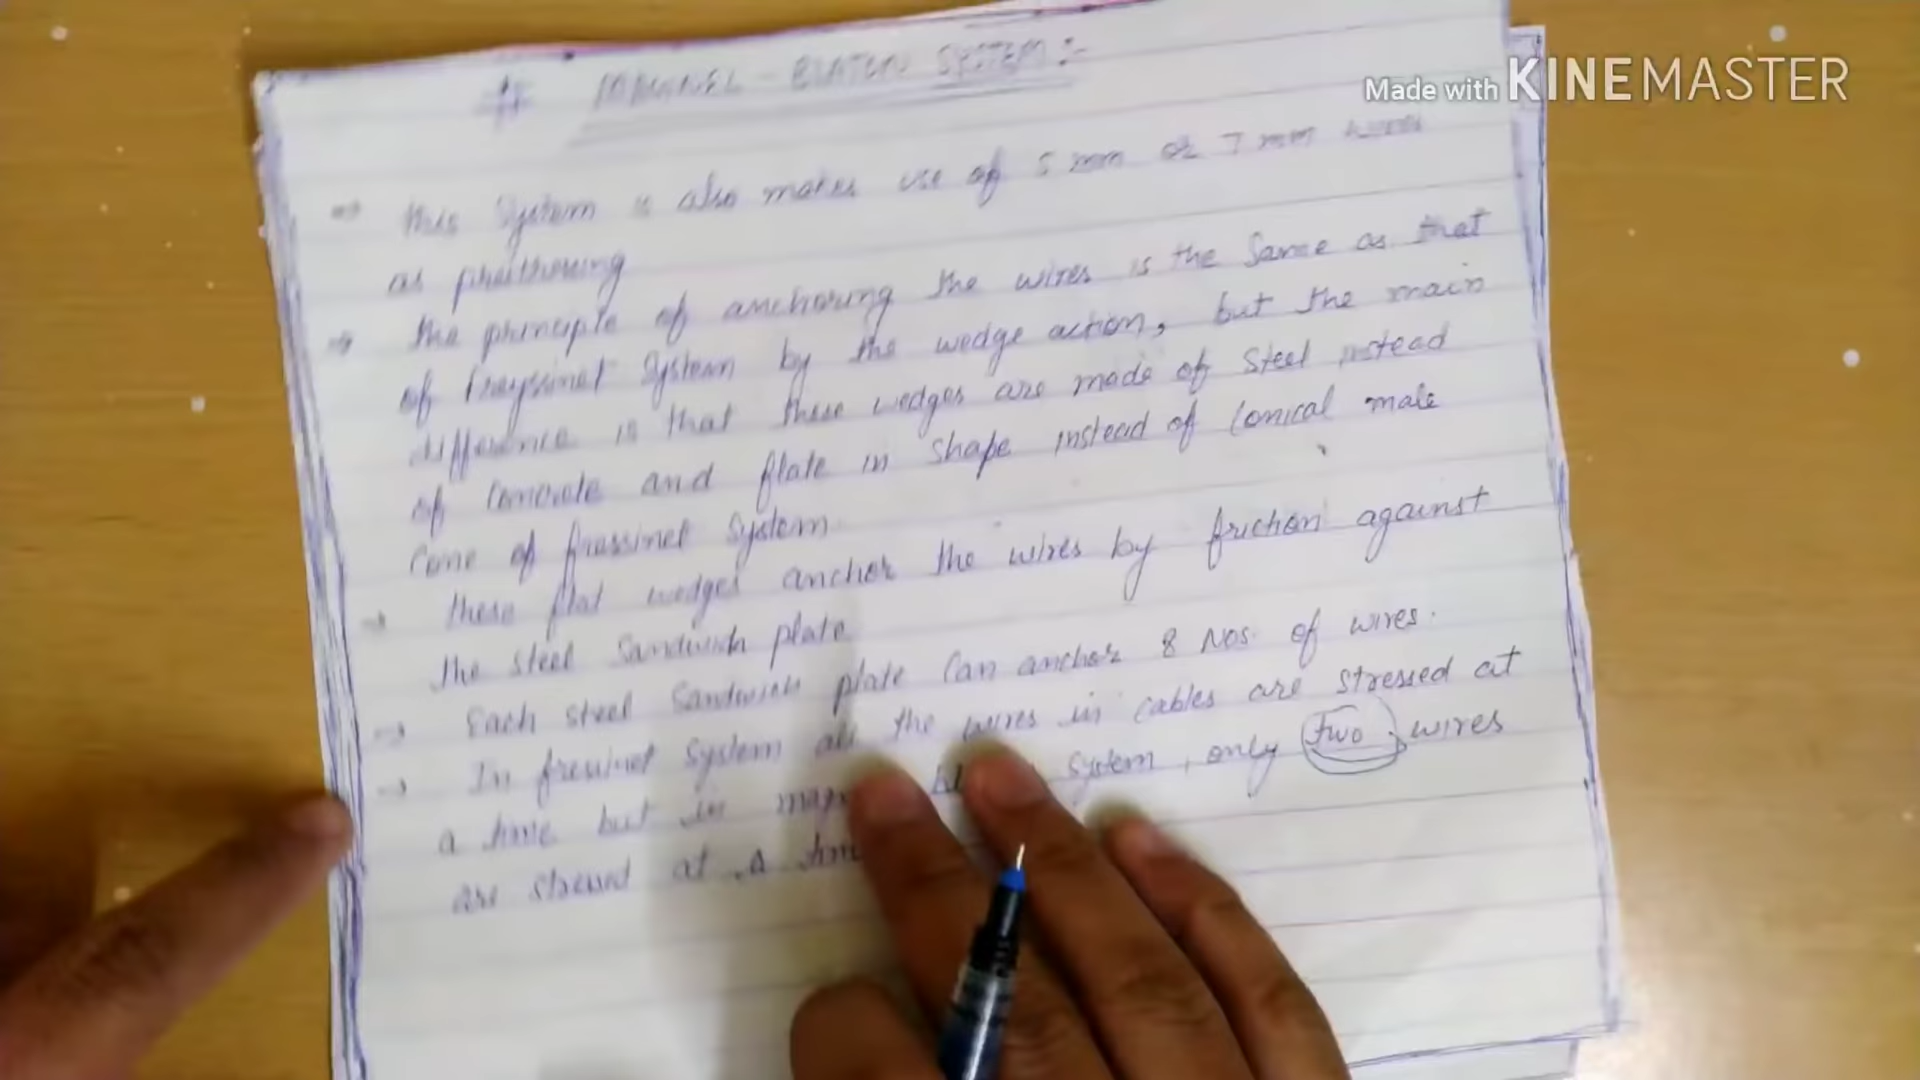 Made with KINEMASTER
# MAGNEL - BLATON SYSTEM :-
⇒ this System is also makes use of 5 mm or 7 mm wires
as
⇒ the principle of anchoring the wires is the Same as that
of frayssinet System by the wedge action, but the main
difference is that these wedges are made of Steel instead
of Concrete and flate in shape instead of Conical male
Cone of frassinet System
→ these flat wedges anchor the wires by friction against
the steel Sandwich plate
→ Each steel Sandwich plate Can anchor 8 Nos. of wires.
→ In System all the wires in cables are stressed at
a time but in system, only two wires
are stressed at a